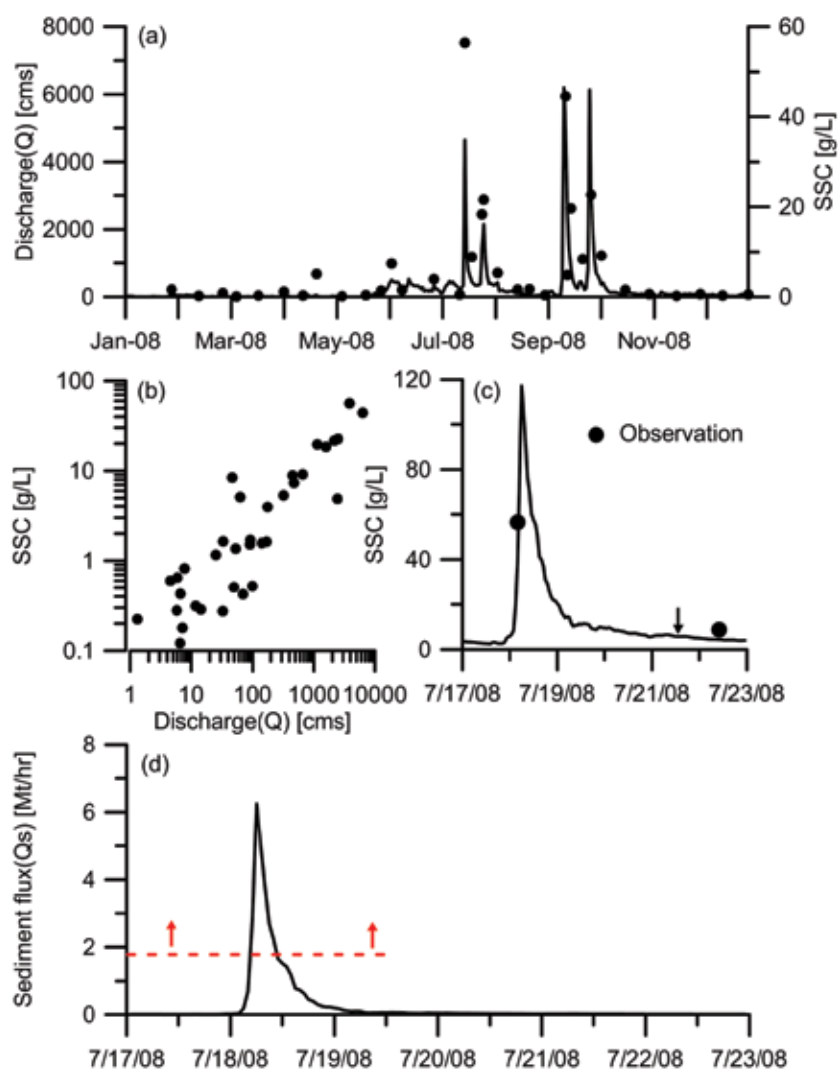 (a)
8000
6000
4000
2000
0
Discharge(Q) [cms]
60
40
20
0
SSC [g/L]
Jan-08 Mar-08 May-08 Jul-08 Sep-08 Nov-08
(b)
100
10
1
0.1
SSC [g/L]
1 10 100 1000 10000
Discharge(Q) [cms]
(c)
Observation
120
80
40
0
SSC [g/L]
7/17/08 7/19/08 7/21/08 7/23/08
(d)
8
6
4
2
0
Sediment flux(Qs) [Mt/hr]
7/17/08 7/18/08 7/19/08 7/20/08 7/21/08 7/22/08 7/23/08